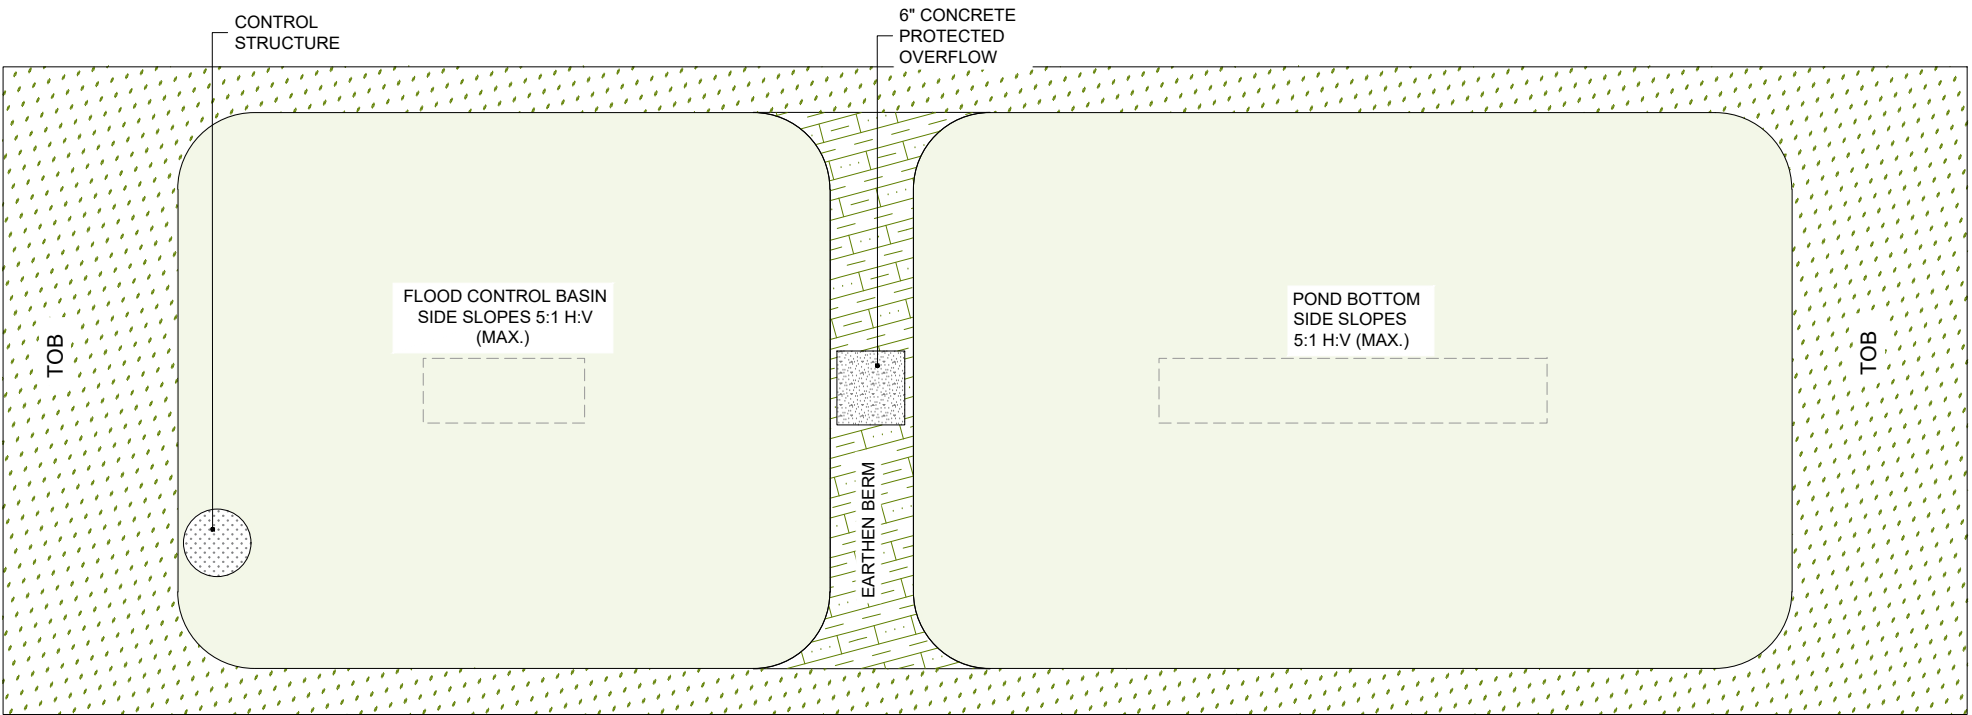 CONTROL
STRUCTURE
6" CONCRETE
PROTECTED
OVERFLOW
FLOOD CONTROL BASIN
SIDE SLOPES 5:1 H:V
(MAX.)
POND BOTTOM
SIDE SLOPES
5:1 H:V (MAX.)
TOB
EARTHEN BERM
TOB